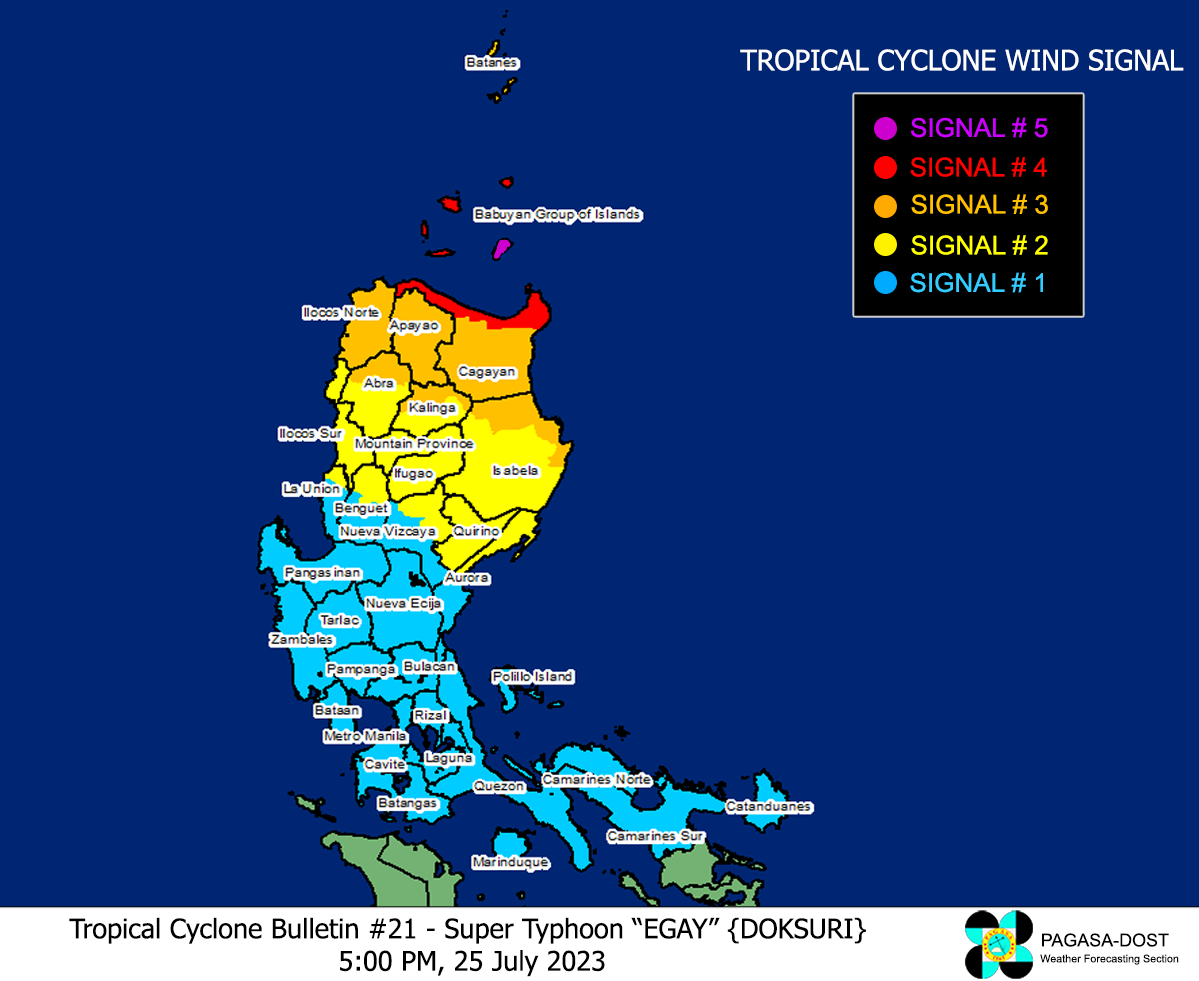 TROPICAL CYCLONE WIND SIGNAL
SIGNAL # 5
SIGNAL # 4
SIGNAL # 3
SIGNAL # 2
SIGNAL # 1
Batanes
Babuyan Group of Islands
Ilocos Norte
Apayao
Cagayan
Abra
Kalinga
Ilocos Sur
Mountain Province
Ifugao
Isabela
La Union
Benguet
Nueva Vizcaya
Quirino
Pangasinan
Aurora
Nueva Ecija
Tarlac
Zambales
Pampanga
Bulacan
Polillo Island
Bataan
Rizal
Metro Manila
Cavite
Laguna
Quezon
Camarines Norte
Batangas
Catanduanes
Camarines Sur
Marinduque
Tropical Cyclone Bulletin #21 - Super Typhoon “EGAY” {DOKSURI}
5:00 PM, 25 July 2023
PAGASA-DOST
Weather Forecasting Section